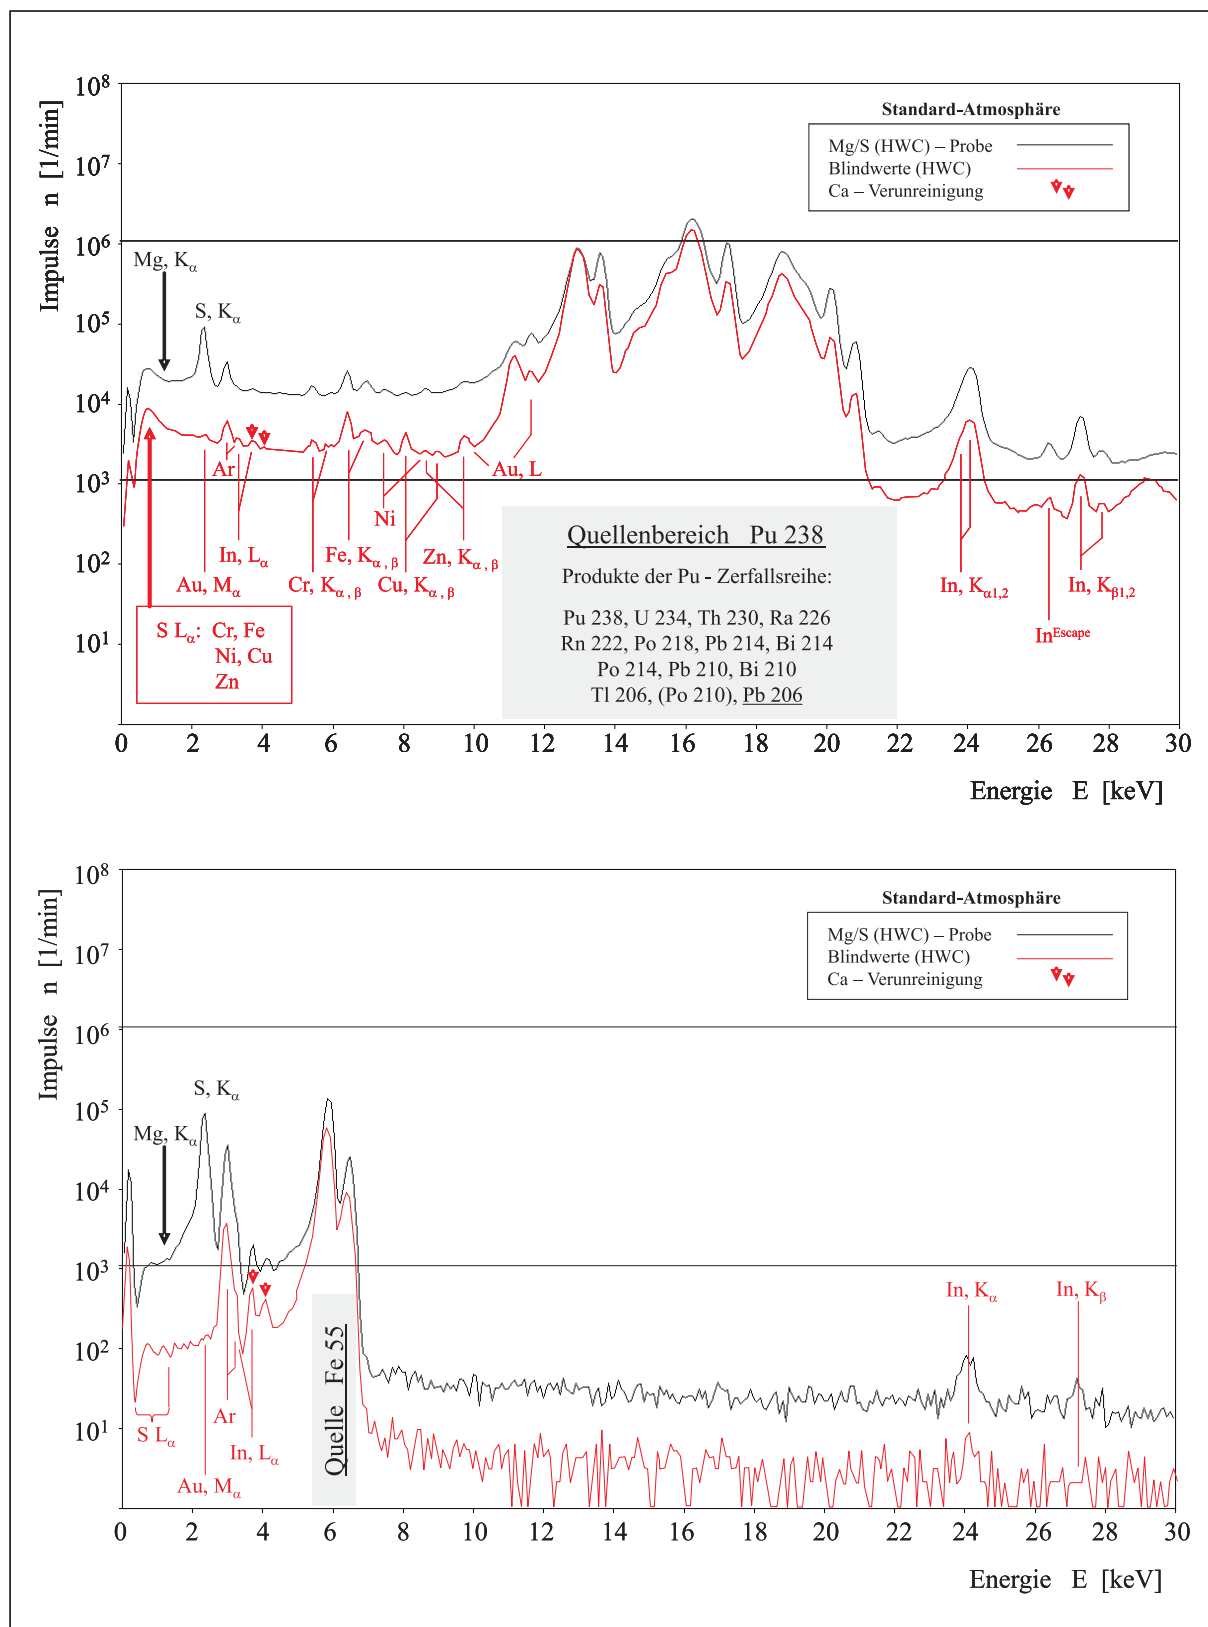 Impulse n [1/min]
10⁸
10⁷
10⁶
10⁵
10⁴
10³
10²
10¹
Standard-Atmosphäre
Mg/S (HWC) – Probe
Blindwerte (HWC)
Ca – Verunreinigung
Mg, Kα
S, Kα
Ar
Au, L
Ni
In, Lα
Fe, Kα , β
Zn, Kα , β
Au, Mα
Cr, Kα , β
Cu, Kα , β
In, Kα1,2
In, Kβ1,2
In Escape
S Lα: Cr, Fe
Ni, Cu
Zn
Quellenbereich Pu 238
Produkte der Pu - Zerfallsreihe:
Pu 238, U 234, Th 230, Ra 226
Rn 222, Po 218, Pb 214, Bi 214
Po 214, Pb 210, Bi 210
Tl 206, (Po 210), Pb 206
0 2 4 6 8 10 12 14 16 18 20 22 24 26 28 30
Energie E [keV]
Impulse n [1/min]
10⁸
10⁷
10⁶
10⁵
10⁴
10³
10²
10¹
Standard-Atmosphäre
Mg/S (HWC) – Probe
Blindwerte (HWC)
Ca – Verunreinigung
S, Kα
Mg, Kα
In, Kα
In, Kβ
Quelle Fe 55
Ar
S Lα
In, Lα
Au, Mα
0 2 4 6 8 10 12 14 16 18 20 22 24 26 28 30
Energie E [keV]